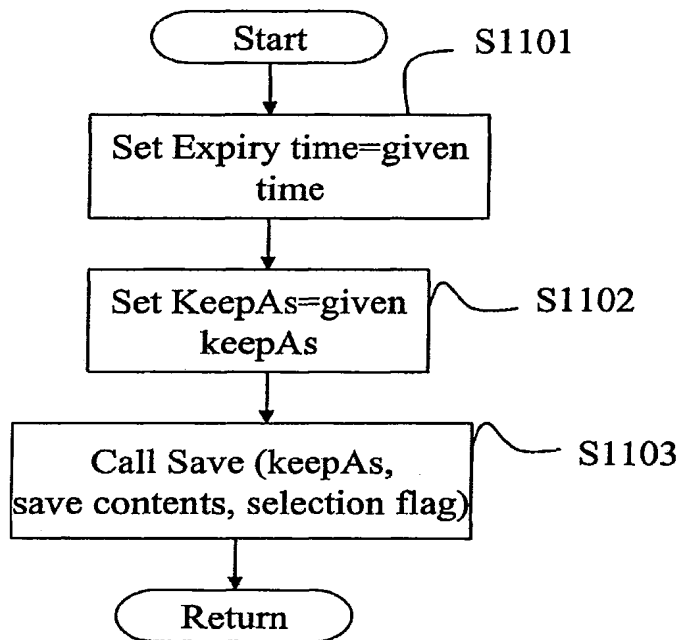 Start
S1101
Set Expiry time=given
time
Set KeepAs=given
keepAs
S1102
Call Save (keepAs,
save contents, selection flag)
S1103
Return